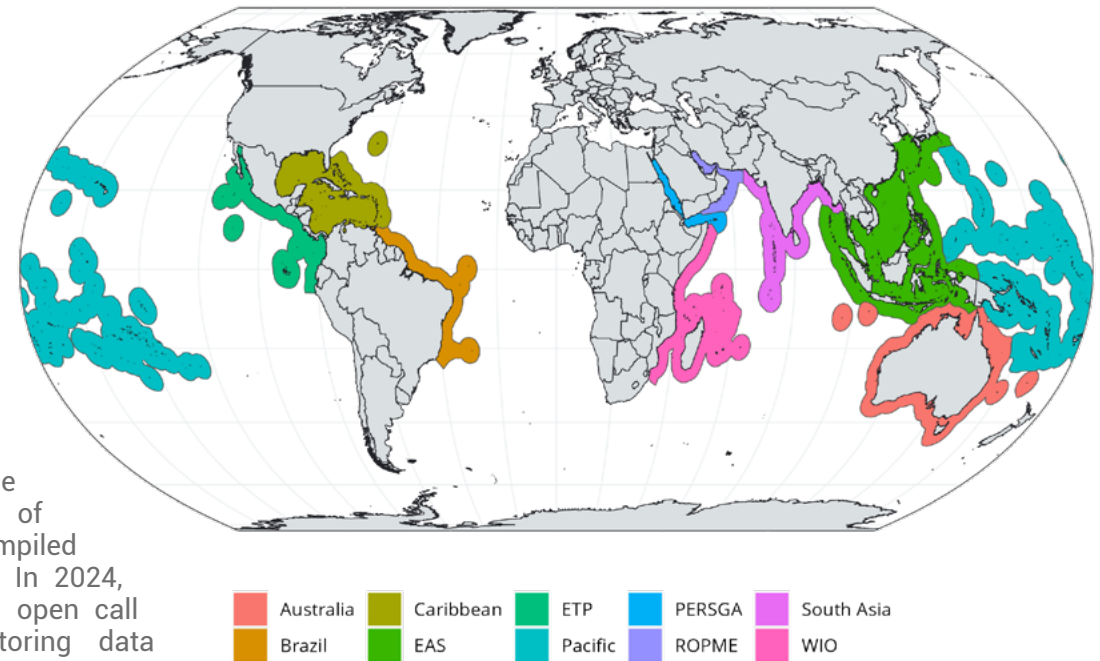 e
of
mpiled
In 2024,
open call
toring data
Australia Caribbean ETP PERSGA South Asia
Brazil EAS Pacific ROPME WIO